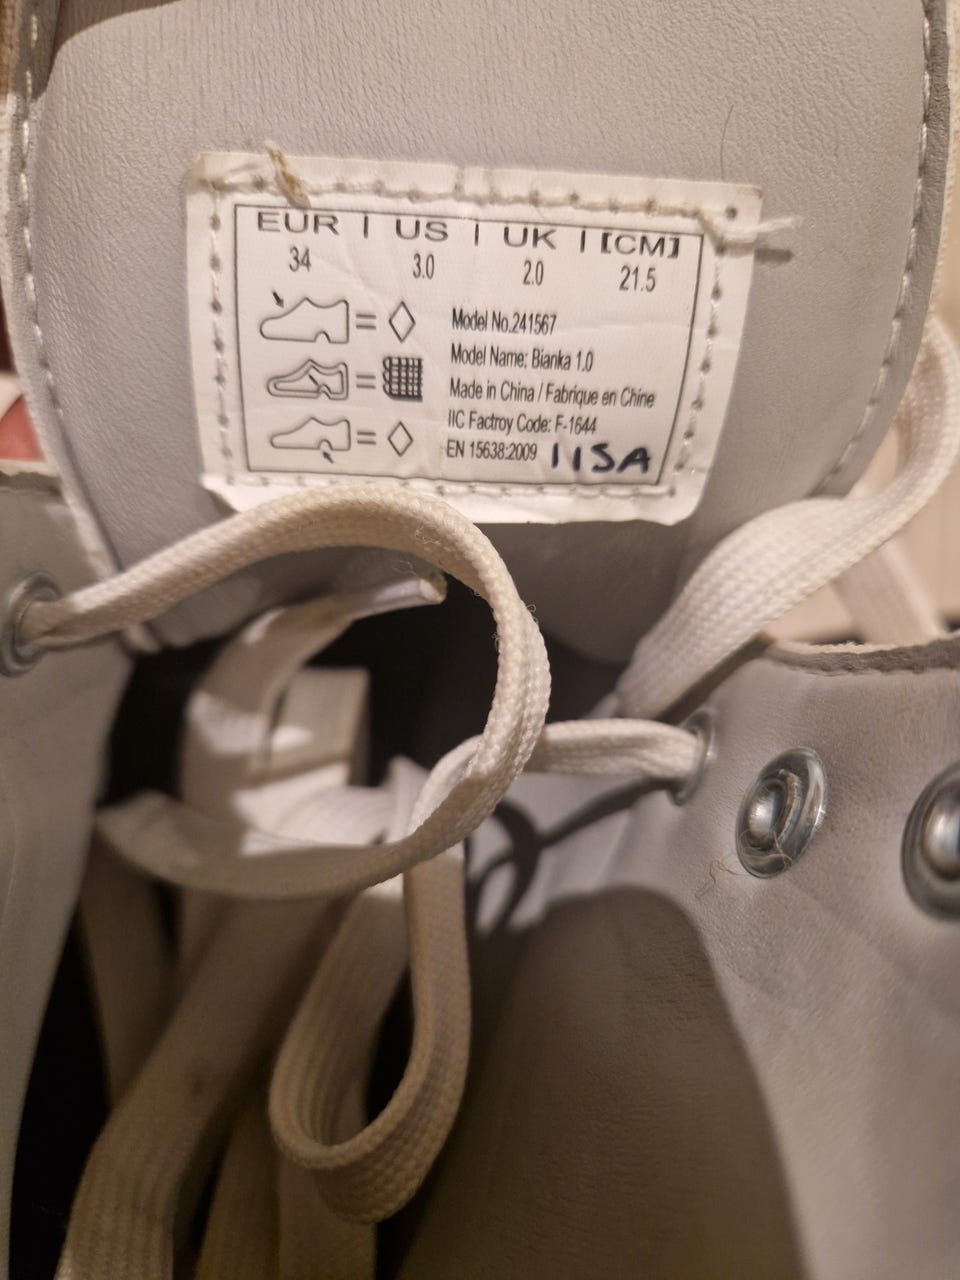 EUR | US | UK | [CM]
34 3.0 2.0 21.5
Model No.241567
Model Name: Bianka 1.0
Made in China / Fabrique en Chine
IIC Factroy Code: F-1644
EN 15638:2009 IISA